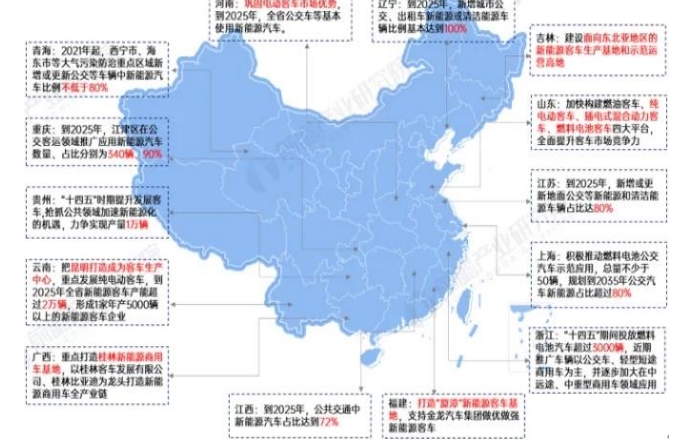 河南：巩固电动客车市场优势，
到2025年，全省公交车等基本
使用新能源汽车。
辽宁：到2025年，新增城市公
交、出租车新能源或清洁能源车
辆比例基本达到100%
吉林：建设面向东北亚地区的
新能源客车生产基地和示范运
营高地
青海：2021年起，西宁市、海
东市等大气污染防治重点区域新
增或更新公交等车辆中新能源汽
车比例不低于80%
山东：加快构建燃油客车、纯
电动客车、插电式混合动力客
车、燃料电池客车四大平台，
全面提升客车市场竞争力
重庆：到2025年，江津区在公
交客运领域推广应用新能源汽车
数量、占比分别为340辆、90%
江苏：到2025年，新增或更
新地面公交等新能源和清洁能
源车辆占比达80%
贵州：“十四五”时期提升发展客
车,抢抓公共领域加速新能源化
的机遇，力争实现产量1万辆
上海：积极推动燃料电池公交
汽车示范应用，总量不少于
50辆，规划到2035年公交汽
车新能源占比超过80%
云南：把昆明打造成为客车生产
中心，重点发展纯电动客车，到
2025年全省新能源客车产能超
过2万辆，形成1家年产5000辆
以上的新能源客车企业
浙江：“十四五”期间投放燃料
电池汽车超过3000辆，近期
推广车辆以公交车、轻型短途
商用车为主，并逐步加大在中
远途、中重型商用车领域应用
广西：重点打造桂林新能源商用
车基地，以桂林客车发展有限公
司、桂林比亚迪为龙头打造新能
源商用车全产业链
江西：到2025年，公共交通中
新能源汽车占比达到72%
福建：打造“厦漳”新能源客车基
地，支持金龙汽车集团做优做强
新能源客车